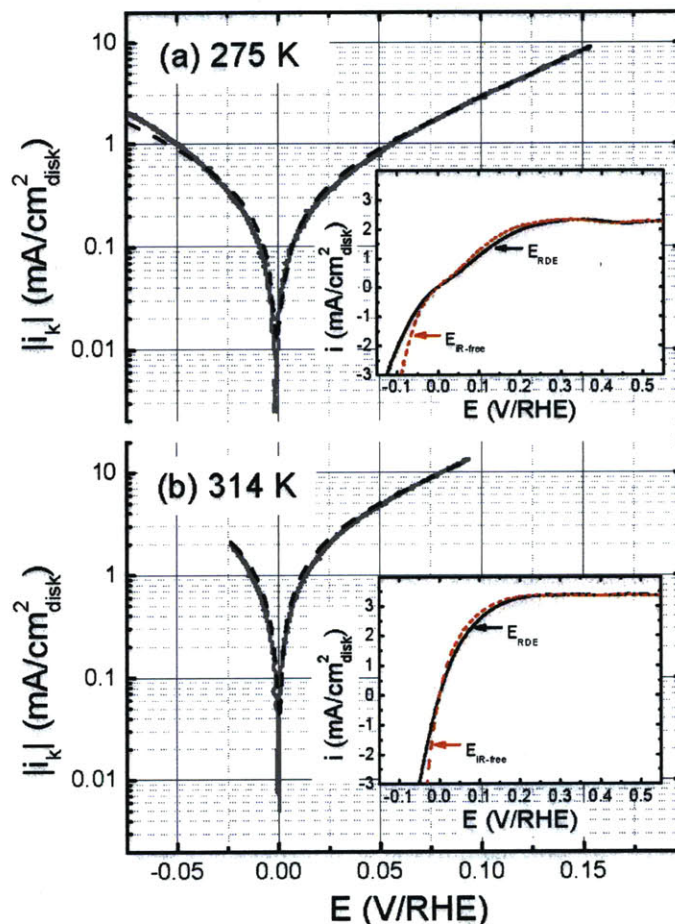 (a) 275 K
|i_k| (mA/cm²_disk)
10
1
0.1
0.01
i (mA/cm²_disk)
3
2
1
0
-1
-2
-3
E_RDE
E_IR-free
-0.1 0.0 0.1 0.2 0.3 0.4 0.5
E (V/RHE)
(b) 314 K
|i_k| (mA/cm²_disk)
10
1
0.1
0.01
i (mA/cm²_disk)
3
2
1
0
-1
-2
-3
E_RDE
E_IR-free
-0.1 0.0 0.1 0.2 0.3 0.4 0.5
E (V/RHE)
-0.05 0.00 0.05 0.10 0.15
E (V/RHE)